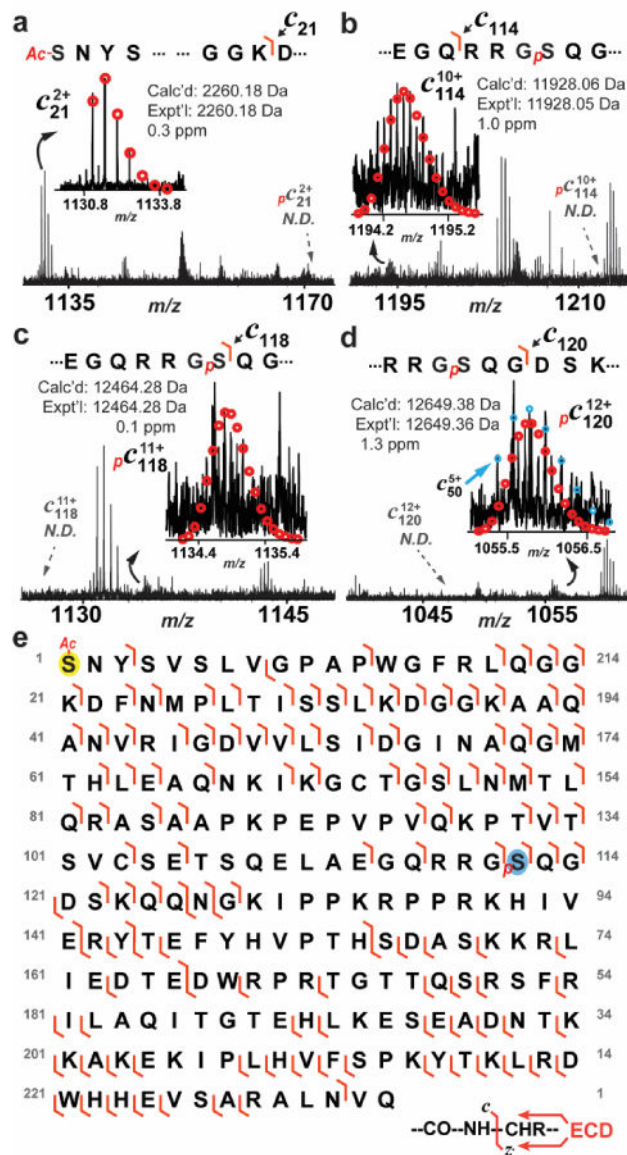 a
c21
Ac-S N Y S ··· ··· G G K D···
c21 2+
Calc'd: 2260.18 Da
Expt'l: 2260.18 Da
0.3 ppm
1130.8 1133.8
m/z
pc21 2+
N.D.
1135 1170
m/z
b
c114
···E G Q R R G pS Q G···
c114 10+
Calc'd: 11928.06 Da
Expt'l: 11928.05 Da
1.0 ppm
1194.2 1195.2
m/z
pc114 10+
N.D.
1195 1210
m/z
c
c118
···E G Q R R G pS Q G···
Calc'd: 12464.28 Da
Expt'l: 12464.28 Da
0.1 ppm
pc118 11+
c118 11+
N.D.
1134.4 1135.4
m/z
1130 1145
m/z
d
c120
···R R G pS Q G D S K···
Calc'd: 12649.38 Da
Expt'l: 12649.36 Da
1.3 ppm
pc120 12+
c50 5+
c120 12+
N.D.
1055.5 1056.5
m/z
1045 1055
m/z
e
Ac
1 S N Y S V S L V G P A P W G F R L Q G G 214
21 K D F N M P L T I S S L K D G G K A A Q 194
41 A N V R I G D V V L S I D G I N A Q G M 174
61 T H L E A Q N K I K G C T G S L N M T L 154
81 Q R A S A A P K P E P V P V Q K P T V T 134
101 S V C S E T S Q E L A E G Q R R G pS Q G 114
121 D S K Q Q N G K I P P K R P P R K H I V 94
141 E R Y T E F Y H V P T H S D A S K K R L 74
161 I E D T E D W R P R T G T T Q S R S F R 54
181 I L A Q I T G T E H L K E S E A D N T K 34
201 K A K E K I P L H V F S P K Y T K L R D 14
221 W H H E V S A R A L N V Q 1
c
--CO--NH--CHR-- ECD
z·